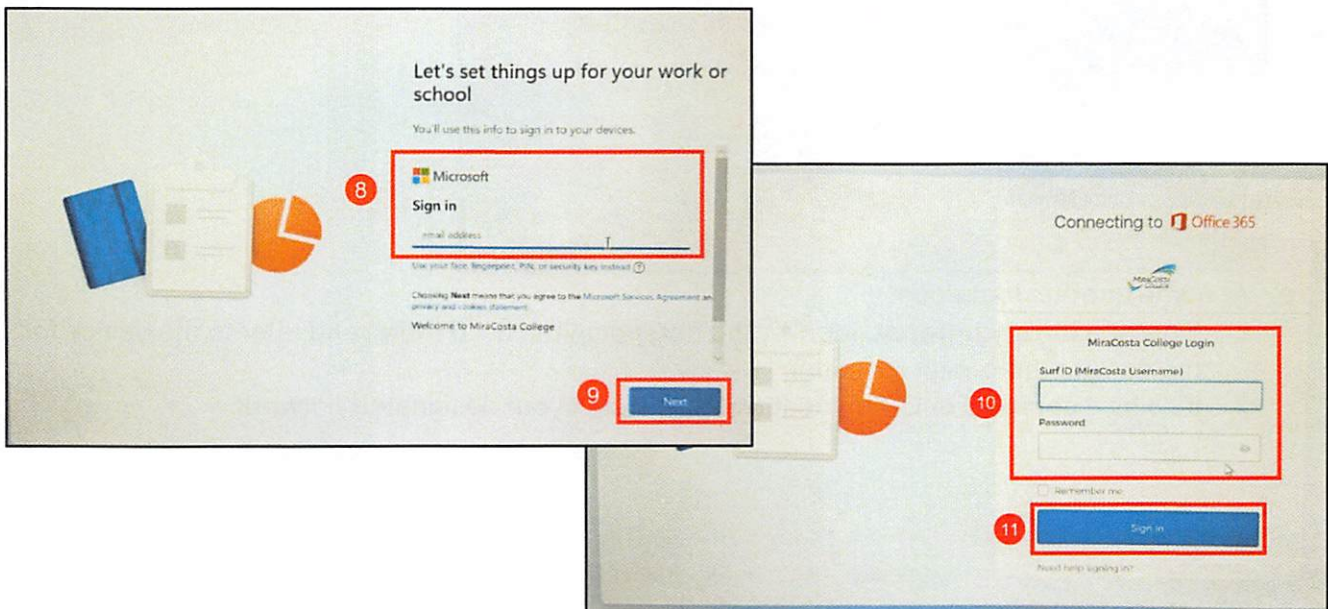 Let's set things up for your work or
school
You'll use this info to sign in to your devices.
8
Microsoft
Sign in
email address
Use your face, fingerprint, PIN, or security key instead ?
Choosing Next means that you agree to the Microsoft Services Agreement an
privacy and cookies statement.
Welcome to MiraCosta College
9
Next
Connecting to Office 365
MiraCosta
COLLEGE
MiraCosta College Login
Surf ID (MiraCosta Username)
10
Password
Remember me
11
Sign in
Need help signing in?